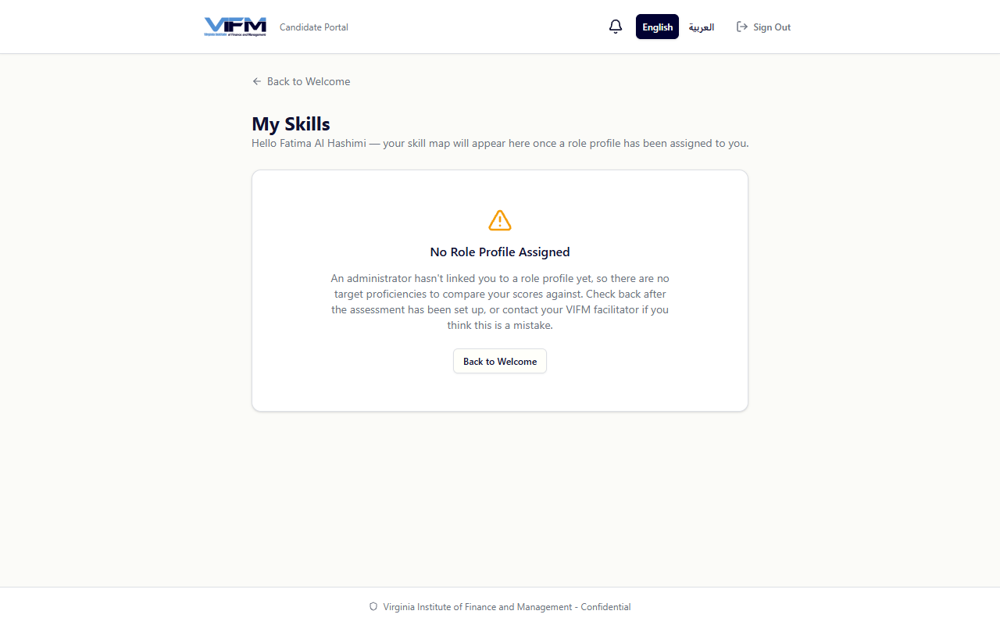 VIFM
Virginia Institute of Finance and Management
Candidate Portal
English
العربية
Sign Out
Back to Welcome
My Skills
Hello Fatima Al Hashimi — your skill map will appear here once a role profile has been assigned to you.
No Role Profile Assigned
An administrator hasn't linked you to a role profile yet, so there are no
target proficiencies to compare your scores against. Check back after
the assessment has been set up, or contact your VIFM facilitator if you
think this is a mistake.
Back to Welcome
Virginia Institute of Finance and Management - Confidential